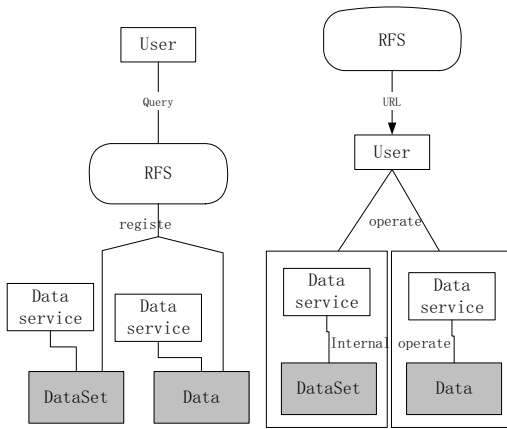 User
Query
RFS
registe
Data
service
Data
service
DataSet
Data
RFS
URL
User
operate
Data
service
Data
service
Internal operate
DataSet
Data